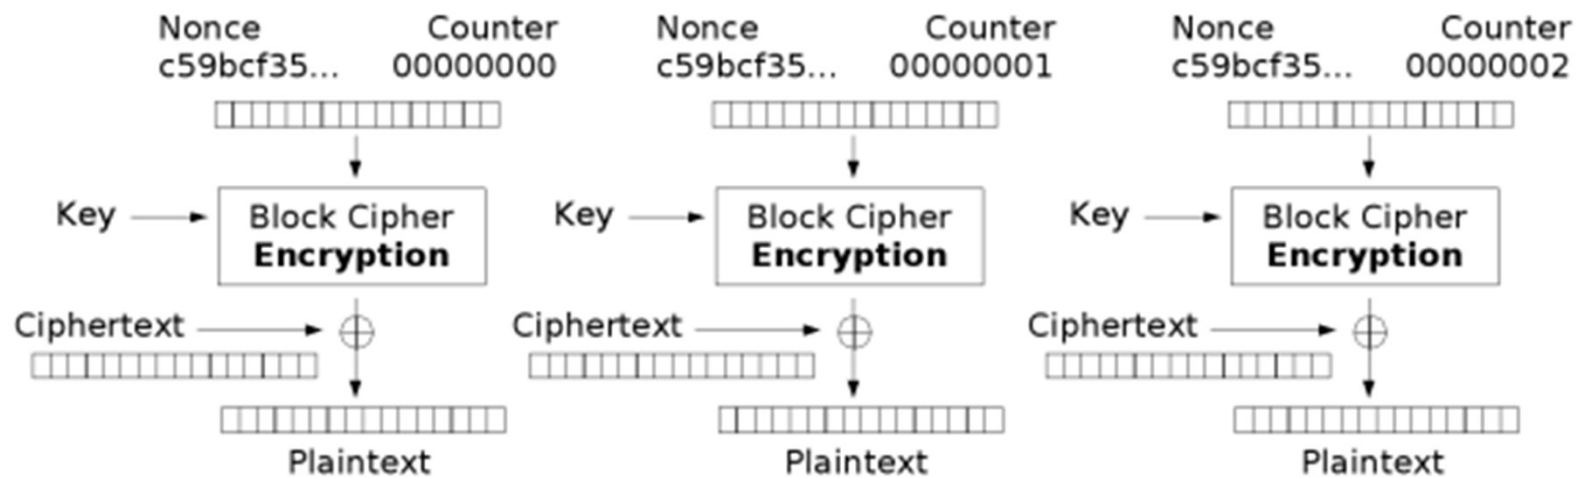 Nonce Counter Nonce Counter Nonce Counter
c59bcf35... 00000000 c59bcf35... 00000001 c59bcf35... 00000002
Key Block Cipher Key Block Cipher Key Block Cipher
Encryption Encryption Encryption
Ciphertext Ciphertext Ciphertext
Plaintext Plaintext Plaintext